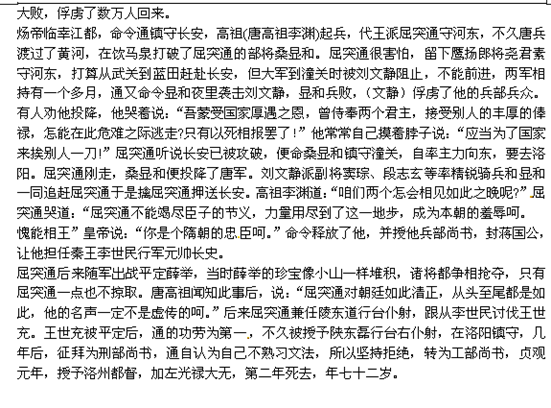 大败，俘虏了数万人回来。
炀帝临幸江都，命令通镇守长安，高祖(唐高祖李渊)起兵，代王派屈突通守河东，不久唐兵
渡过了黄河，在饮马泉打破了屈突通的部将桑显和。屈突通很害怕，留下鹰扬郎将尧君素
守河东，打算从武关到蓝田赶赴长安，但大军到潼关时被刘文静阻止，不能前进，两军相
持有一个多月，通又命令显和夜里袭击刘文静，显和兵败，（文静）俘虏了他的兵部兵众。
有人劝他投降，他哭着说：“吾蒙受国家厚遇之恩，曾侍奉两个君主，接受别人的丰厚的俸
禄，怎能在此危难之际逃走?只有以死相报罢了！”他常常自己摸着脖子说：“应当为了国家
来挨别人一刀!”屈突通听说长安已被攻破，便命桑显和镇守潼关，自率主力向东，要去洛
阳。屈突通刚走，桑显和便投降了唐军。刘文静派副将窦琮、段志玄等率精锐骑兵和显和
一同追赶屈突通于是擒屈突通押送长安。高祖李渊道：“咱们两个怎会相见如此之晚呢?”屈
突通哭道：“屈突通不能竭尽臣子的节义，力量用尽到了这一地步，成为本朝的羞辱呵。
愧能相王”皇帝说：“你是个隋朝的忠臣呵。”命令释放了他，并授他兵部尚书，封蒋国公，
让他担任秦王李世民行军元帅长史。
屈突通后来随军出战平定薛举，当时薛举的珍宝像小山一样堆积，诸将都争相抢夺，只有
屈突通一点也不掠取。唐高祖闻知此事后，说：“屈突通对朝廷如此清正，从头至尾都是如
此，他的名声一定不是虚传的呵。”后来屈突通兼任陕东道行台仆射，跟从李世民讨伐王世
充。王世充被平定后，通的功劳为第一，不久被授予陕东磊行台右仆射，在洛阳镇守，几
年后，征拜为刑部尚书，通自认为自己不熟习文法，所以坚持拒绝，转为工部尚书，贞观
元年，授予洛州都督，加左光禄大无，第二年死去，年七十二岁。